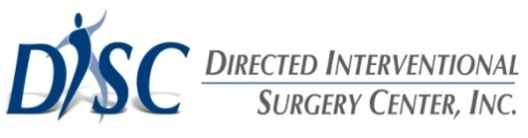 DISC
DIRECTED INTERVENTIONAL
SURGERY CENTER, INC.